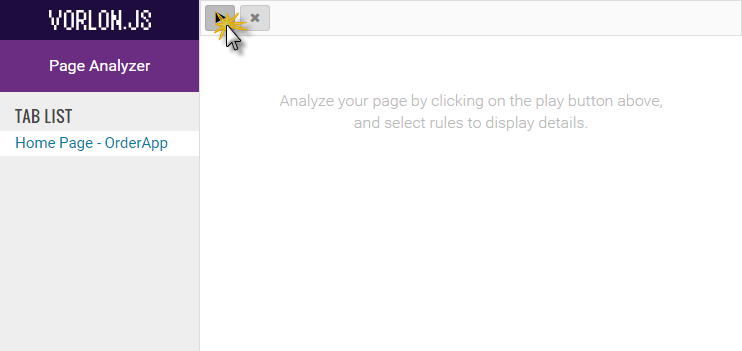 VORLON.JS
Page Analyzer
TAB LIST
Home Page - OrderApp
Analyze your page by clicking on the play button above,
and select rules to display details.